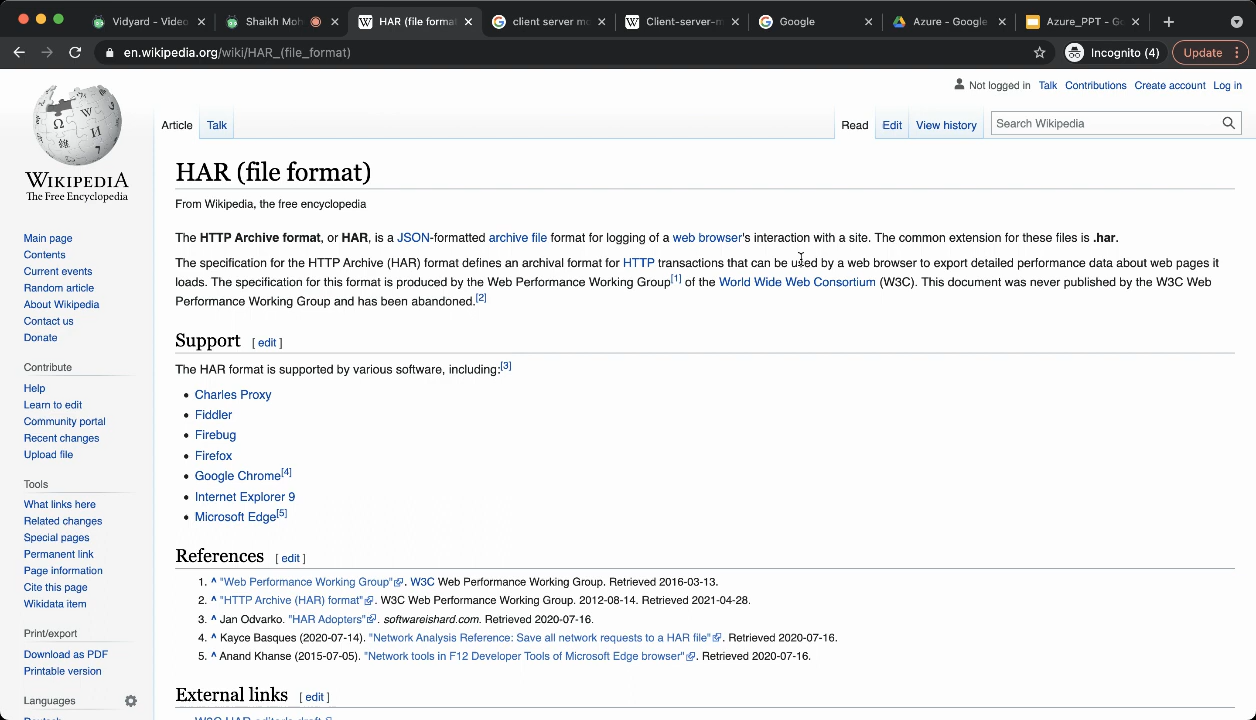 Vidyard - Video
Shaikh Moh
HAR (file format
client server mo
Client-server-m
Google
Azure - Google
Azure_PPT - Go
en.wikipedia.org/wiki/HAR_(file_format)
Incognito (4)
Update
Not logged in Talk Contributions Create account Log in
Article Talk
Read Edit View history
Search Wikipedia
WIKIPEDIA
The Free Encyclopedia
Main page
Contents
Current events
Random article
About Wikipedia
Contact us
Donate
Contribute
Help
Learn to edit
Community portal
Recent changes
Upload file
Tools
What links here
Related changes
Special pages
Permanent link
Page information
Cite this page
Wikidata item
Print/export
Download as PDF
Printable version
Languages
HAR (file format)
From Wikipedia, the free encyclopedia
The HTTP Archive format, or HAR, is a JSON-formatted archive file format for logging of a web browser's interaction with a site. The common extension for these files is .har.
The specification for the HTTP Archive (HAR) format defines an archival format for HTTP transactions that can be used by a web browser to export detailed performance data about web pages it
loads. The specification for this format is produced by the Web Performance Working Group[1] of the World Wide Web Consortium (W3C). This document was never published by the W3C Web
Performance Working Group and has been abandoned.[2]
Support [ edit ]
The HAR format is supported by various software, including:[3]
• Charles Proxy
• Fiddler
• Firebug
• Firefox
• Google Chrome[4]
• Internet Explorer 9
• Microsoft Edge[5]
References [ edit ]
1. ^ "Web Performance Working Group". W3C Web Performance Working Group. Retrieved 2016-03-13.
2. ^ "HTTP Archive (HAR) format". W3C Web Performance Working Group. 2012-08-14. Retrieved 2021-04-28.
3. ^ Jan Odvarko. "HAR Adopters". softwareishard.com. Retrieved 2020-07-16.
4. ^ Kayce Basques (2020-07-14). "Network Analysis Reference: Save all network requests to a HAR file". Retrieved 2020-07-16.
5. ^ Anand Khanse (2015-07-05). "Network tools in F12 Developer Tools of Microsoft Edge browser". Retrieved 2020-07-16.
External links [ edit ]